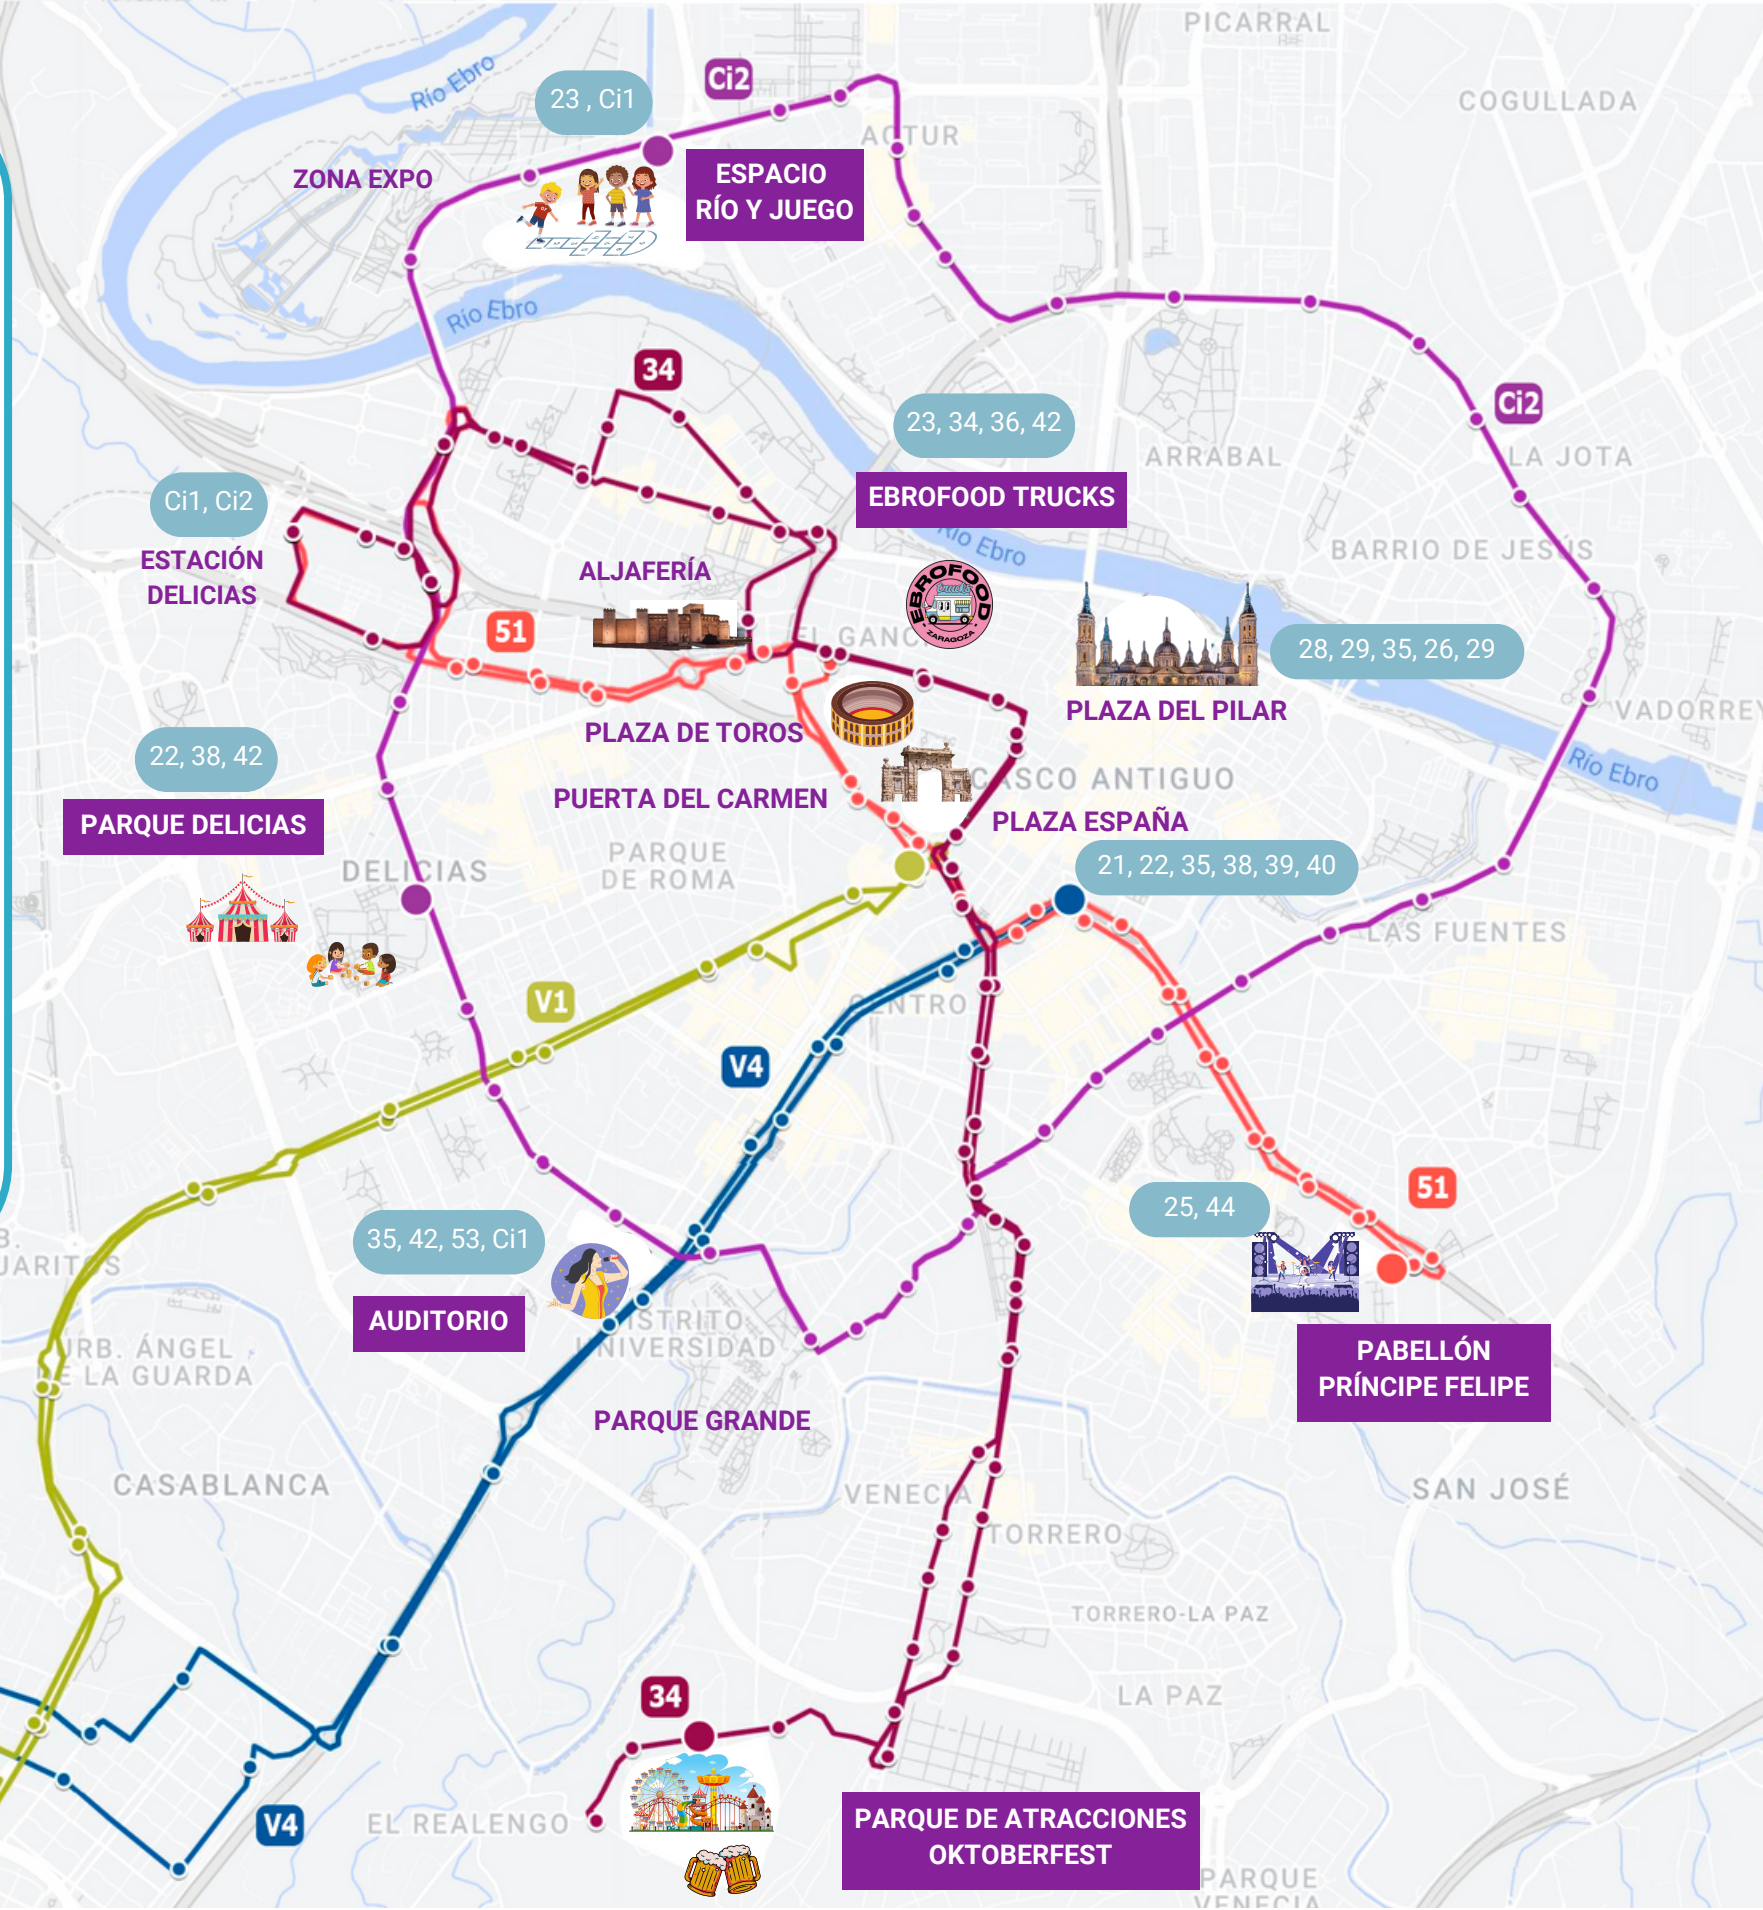 PICARRAL
Río Ebro
Ci2
23 , Ci1
COGULLADA
ACTUR
ZONA EXPO
ESPACIO
RÍO Y JUEGO
Río Ebro
34
Ci2
23, 34, 36, 42
ARRABAL
LA JOTA
EBROFOOD TRUCKS
Ci1, Ci2
ESTACIÓN
DELICIAS
Río Ebro
BARRIO DE JESÚS
ALJAFERÍA
EBROFOOD
trucks
ZARAGOZA
51
EL GANC
28, 29, 35, 26, 29
PLAZA DEL PILAR
VADORREY
PLAZA DE TOROS
22, 38, 42
Río Ebro
CASCO ANTIGUO
PUERTA DEL CARMEN
PARQUE DELICIAS
PLAZA ESPAÑA
PARQUE
DE ROMA
21, 22, 35, 38, 39, 40
DELICIAS
LAS FUENTES
V1
CENTRO
V4
51
25, 44
35, 42, 53, Ci1
B.
JARITOS
AUDITORIO
DISTRITO
UNIVERSIDAD
URB. ÁNGEL
DE LA GUARDA
PABELLÓN
PRÍNCIPE FELIPE
PARQUE GRANDE
CASABLANCA
VENECIA
SAN JOSÉ
TORRERO
TORRERO-LA PAZ
34
LA PAZ
V4
EL REALENGO
PARQUE DE ATRACCIONES
OKTOBERFEST
PARQUE
VENECIA